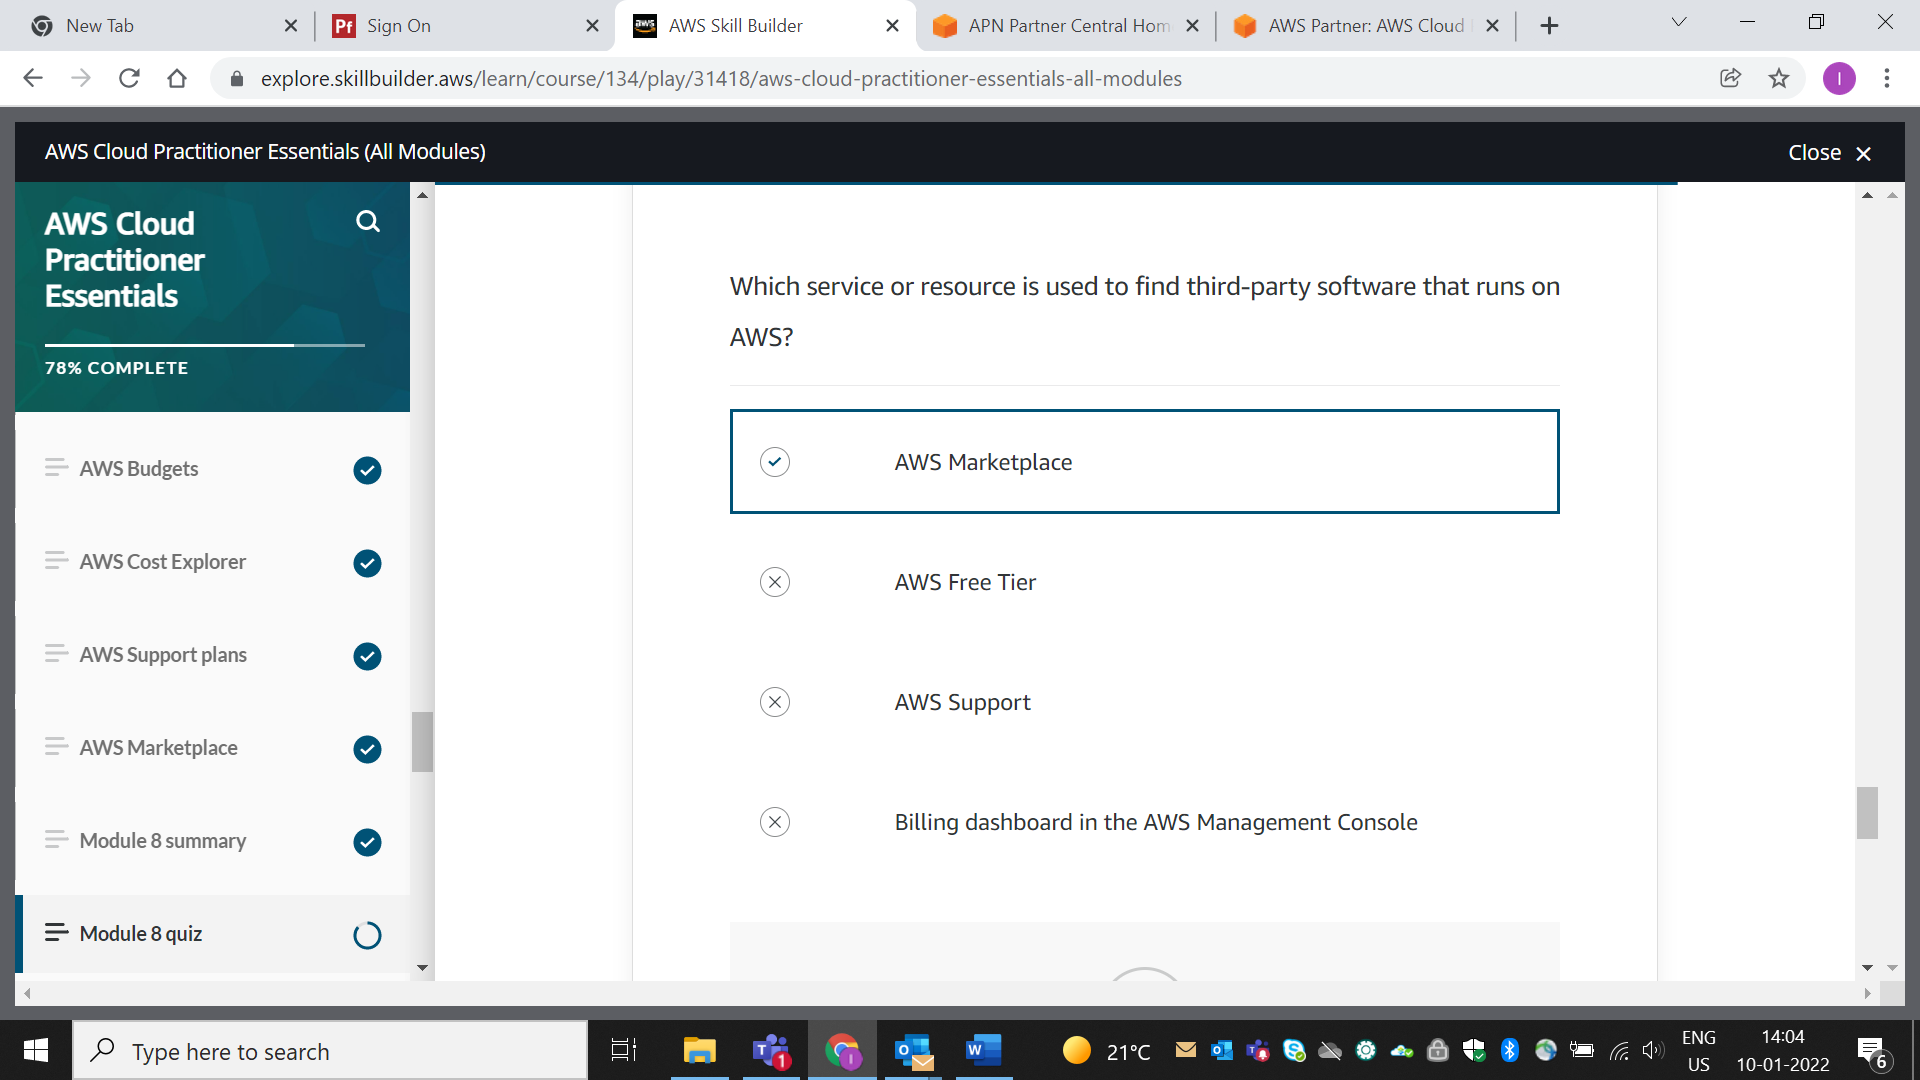 New Tab
Pf Sign On
aws AWS Skill Builder
APN Partner Central Hom
AWS Partner: AWS Cloud
explore.skillbuilder.aws/learn/course/134/play/31418/aws-cloud-practitioner-essentials-all-modules
I
AWS Cloud Practitioner Essentials (All Modules)
Close
AWS Cloud
Practitioner
Essentials
78% COMPLETE
AWS Budgets
AWS Cost Explorer
AWS Support plans
AWS Marketplace
Module 8 summary
Module 8 quiz
Which service or resource is used to find third-party software that runs on
AWS?
AWS Marketplace
AWS Free Tier
AWS Support
Billing dashboard in the AWS Management Console
Type here to search
1
21°C
ENG
US
14:04
10-01-2022
6